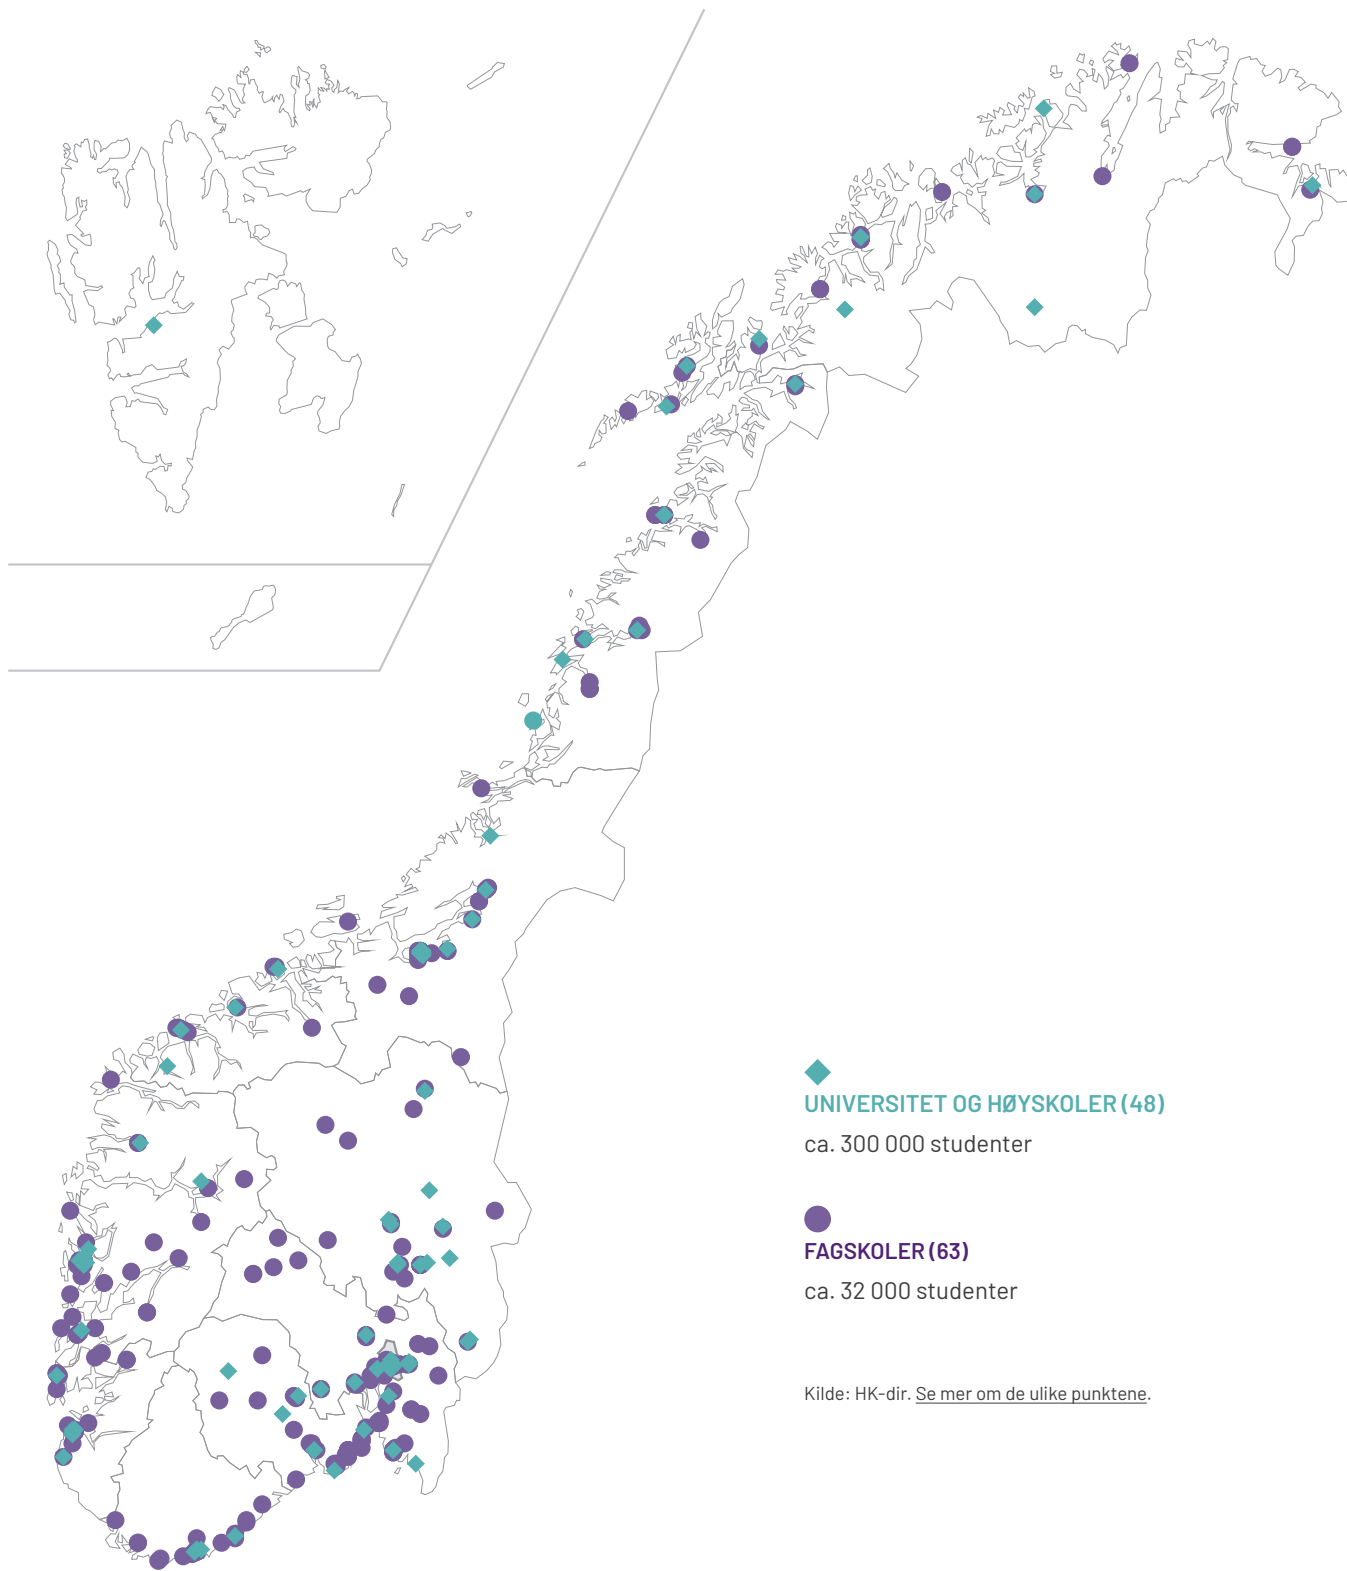 UNIVERSITET OG HØYSKOLER (48)
ca. 300 000 studenter
FAGSKOLER (63)
ca. 32 000 studenter
Kilde: HK-dir. Se mer om de ulike punktene.